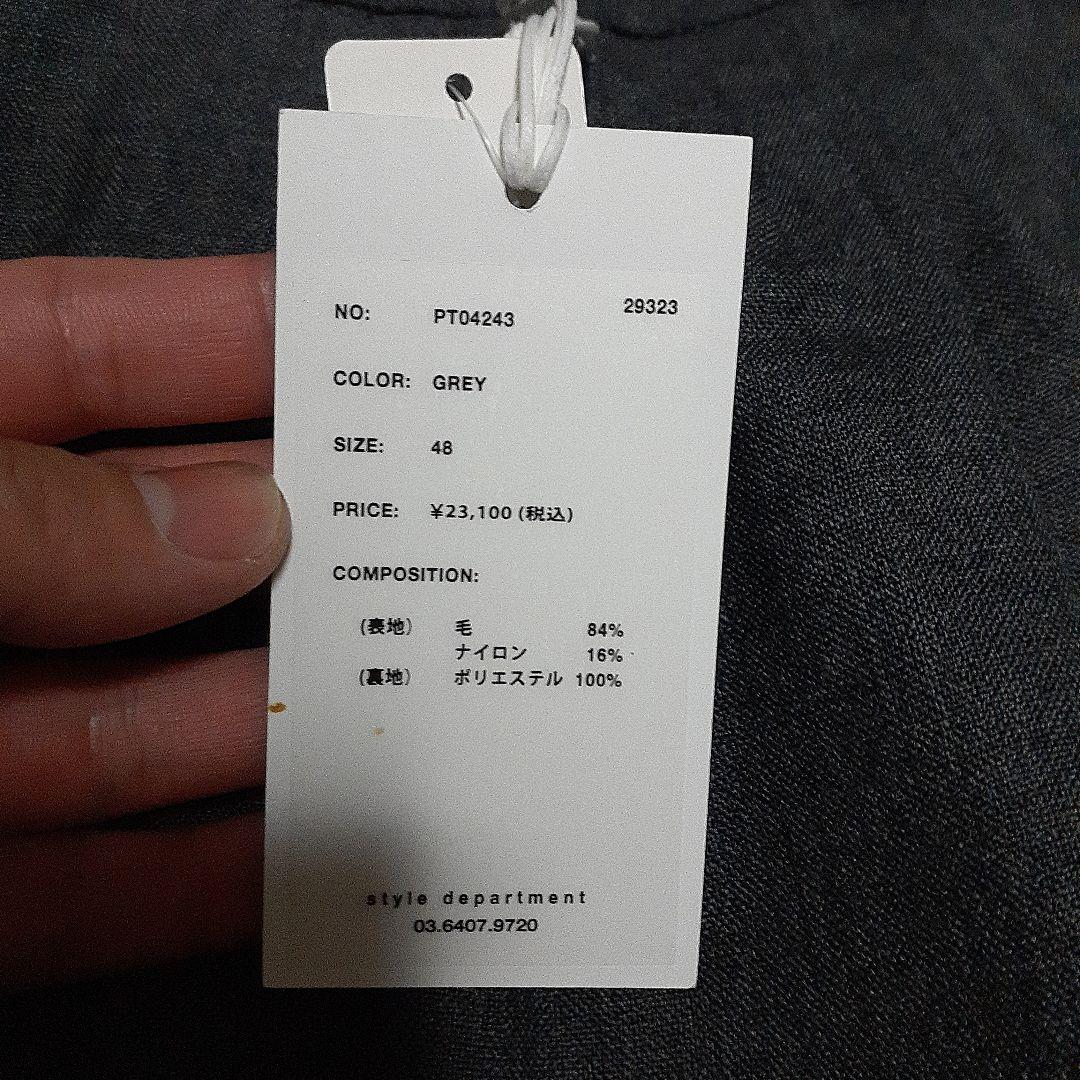 29323
NO: PT04243
COLOR: GREY
SIZE: 48
PRICE: ¥23,100 (税込)
COMPOSITION:
(表地) 毛 84%
ナイロン 16%
(裏地) ポリエステル 100%
style department
03.6407.9720